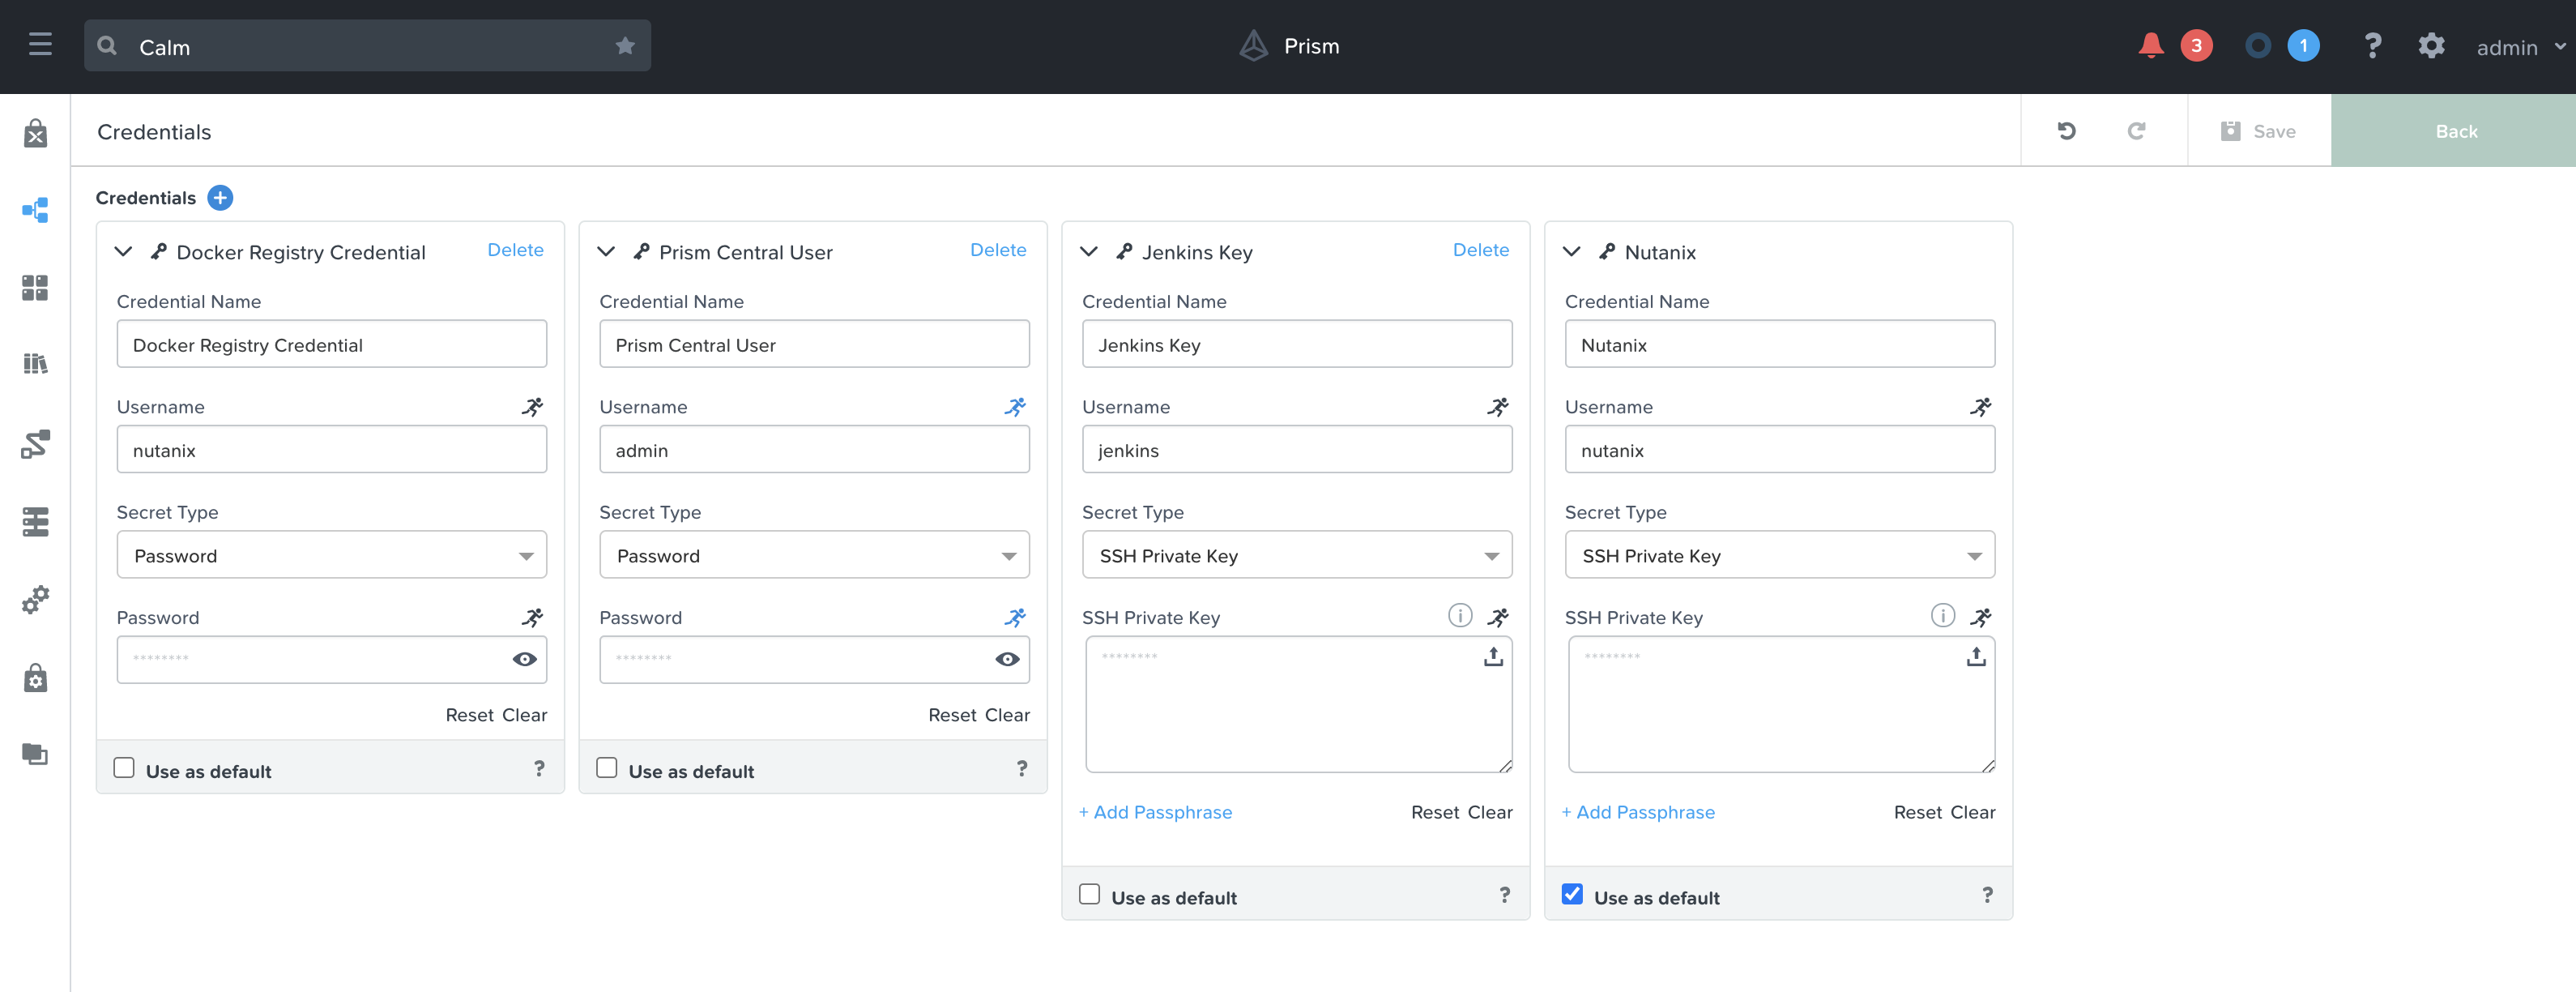 Calm
Prism
3
1
?
admin
Credentials
Save
Back
Credentials
Docker Registry Credential
Delete
Credential Name
Docker Registry Credential
Username
nutanix
Secret Type
Password
Password
********
Reset Clear
Use as default
?
Prism Central User
Delete
Credential Name
Prism Central User
Username
admin
Secret Type
Password
Password
********
Reset Clear
Use as default
?
Jenkins Key
Delete
Credential Name
Jenkins Key
Username
jenkins
Secret Type
SSH Private Key
SSH Private Key
********
+ Add Passphrase
Reset Clear
Use as default
?
Nutanix
Credential Name
Nutanix
Username
nutanix
Secret Type
SSH Private Key
SSH Private Key
********
+ Add Passphrase
Reset Clear
Use as default
?